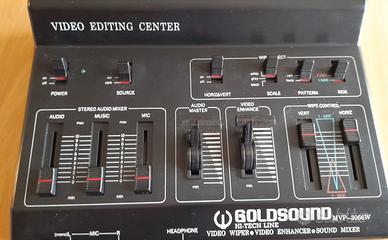 VIDEO EDITING CENTER
POWER
SOURCE
HORIZ&VERT
SCALE
PATTERN
SIDE
STEREO AUDIO MIXER
AUDIO
MUSIC
MIC
AUDIO
MASTER
VIDEO
ENHANCE
WIPE CONTROL
VERT
HORIZ
GOLDSOUND
HI-TECH LINE
MVP-3066W
VIDEO WIPER●VIDEO ENHANCER●SOUND MIXER
MIC
R
HEADPHONE